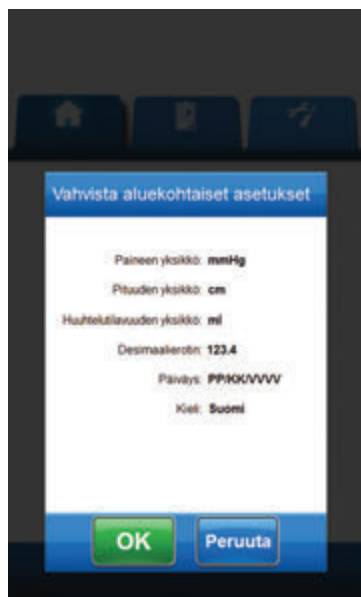 Vahvista aluekohtaiset asetukset
Paineen yksikkö: mmHg
Pituuden yksikkö: cm
Huuhtelutilavuuden yksikkö: ml
Desimaalierotin: 123.4
Päiväys: PP/KK/VVVV
Kieli: Suomi
OK Peruuta